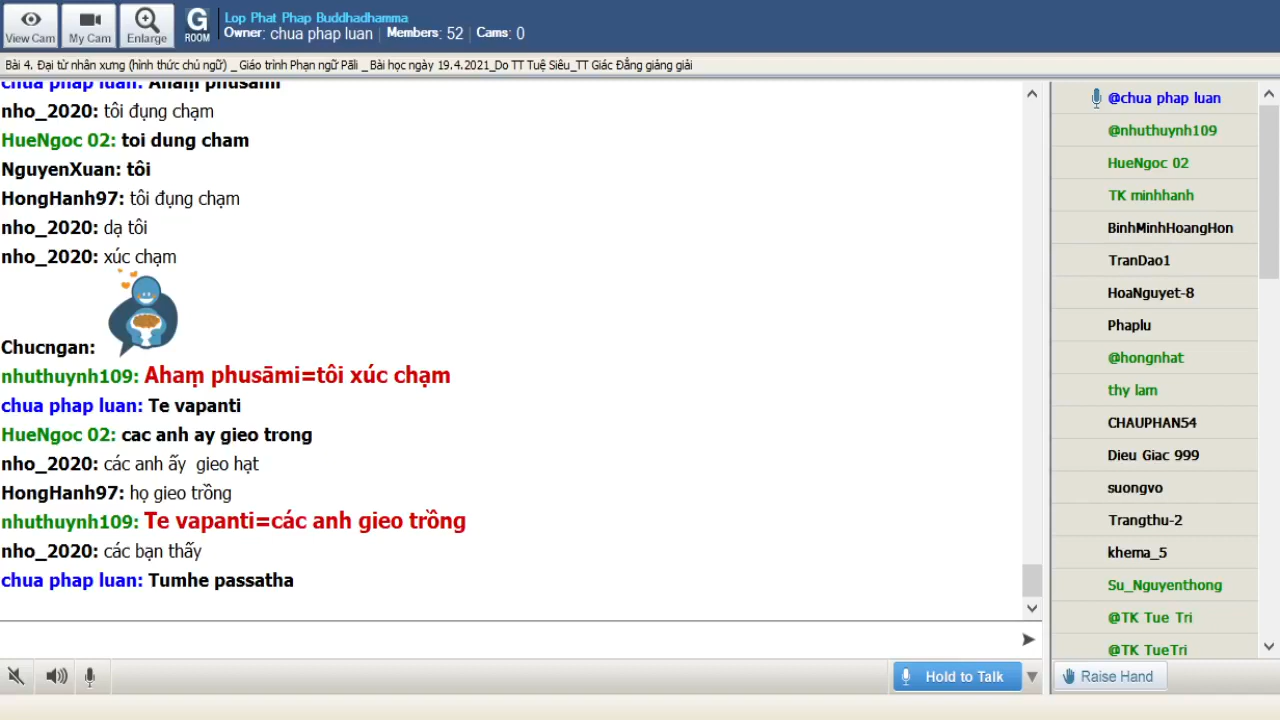 View Cam
My Cam
Enlarge
G
ROOM
Lop Phat Phap Buddhadhamma
Owner: chua phap luan | Members: 52 | Cams: 0
Bài 4. Đại từ nhân xưng (hình thức chủ ngữ) _ Giáo trình Phạn ngữ Pāli _ Bài học ngày 19.4.2021_Do TT Tuệ Siêu_TT Giác Đẳng giảng giải
chua phap luan: Ahaṃ phusāmi
nho_2020: tôi đụng chạm
HueNgoc 02: toi dung cham
NguyenXuan: tôi
HongHanh97: tôi đụng chạm
nho_2020: dạ tôi
nho_2020: xúc chạm
Chucngan:
nhuthuynh109: Ahaṃ phusāmi=tôi xúc chạm
chua phap luan: Te vapanti
HueNgoc 02: cac anh ay gieo trong
nho_2020: các anh ấy gieo hạt
HongHanh97: họ gieo trồng
nhuthuynh109: Te vapanti=các anh gieo trồng
nho_2020: các bạn thấy
chua phap luan: Tumhe passatha
@chua phap luan
@nhuthuynh109
HueNgoc 02
TK minhhanh
BinhMinhHoangHon
TranDao1
HoaNguyet-8
Phaplu
@hongnhat
thy lam
CHAUPHAN54
Dieu Giac 999
suongvo
Trangthu-2
khema_5
Su_Nguyenthong
@TK Tue Tri
@TK TueTri
Hold to Talk
Raise Hand